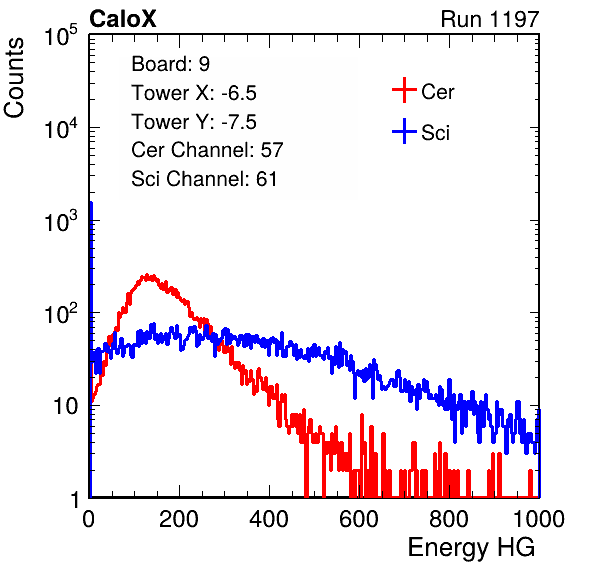 CaloX Run 1197
Counts
10^5
10^4
10^3
10^2
10
1
Board: 9
Tower X: -6.5
Tower Y: -7.5
Cer Channel: 57
Sci Channel: 61
Cer
Sci
0 200 400 600 800 1000
Energy HG